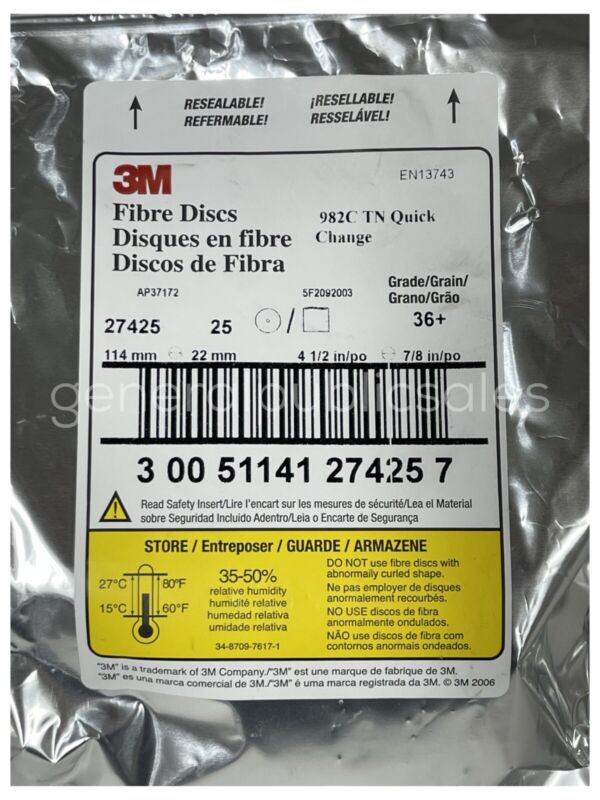 RESEALABLE! ¡RESELLABLE!
REFERMABLE! RESSELÁVEL!
3M
EN13743
Fibre Discs
Disques en fibre
Discos de Fibra
982C TN Quick
Change
AP37172 5F2092003
Grade/Grain/
Grano/Grão
27425 25 / 36+
114 mm 22 mm 4 1/2 in/po 7/8 in/po
general publicsales
3 00 51141 27425 7
Read Safety Insert/Lire l'encart sur les mesures de sécurité/Lea el Material
sobre Seguridad Incluido Adentro/Leia o Encarte de Segurança
STORE / Entreposer / GUARDE / ARMAZENE
27°C 80°F
15°C 60°F
35-50%
relative humidity
humidité relative
humedad relativa
umidade relativa
34-8709-7617-1
DO NOT use fibre discs with
abnormally curled shape.
Ne pas employer de disques
anormalement recourbés.
NO USE discos de fibra
anormalmente ondulados.
NÃO use discos de fibra com
contornos anormais ondeados.
"3M" is a trademark of 3M Company./"3M" est une marque de fabrique de 3M.
"3M" es una marca comercial de 3M./"3M" é uma marca registrada da 3M. © 3M 2006